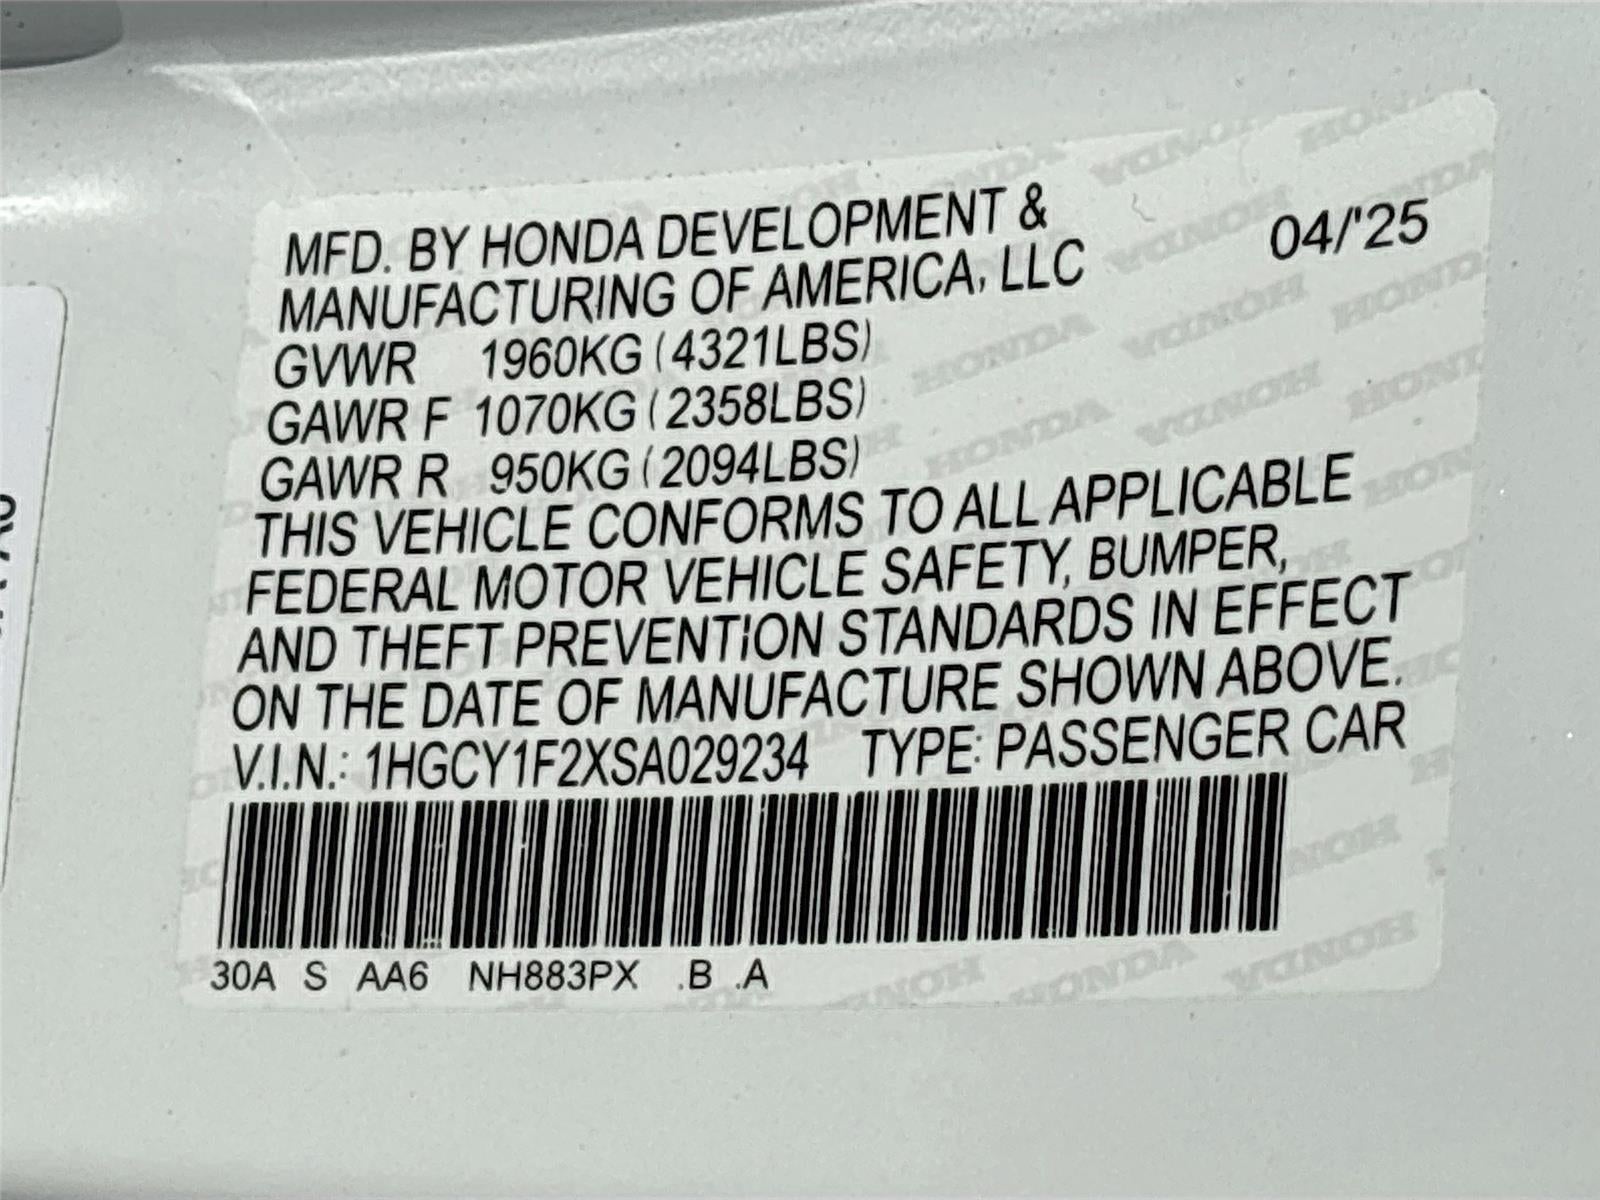 MFD. BY HONDA DEVELOPMENT & 04/'25
MANUFACTURING OF AMERICA, LLC
GVWR 1960KG (4321LBS)
GAWR F 1070KG (2358LBS)
GAWR R 950KG (2094LBS)
THIS VEHICLE CONFORMS TO ALL APPLICABLE
FEDERAL MOTOR VEHICLE SAFETY, BUMPER,
AND THEFT PREVENTION STANDARDS IN EFFECT
ON THE DATE OF MANUFACTURE SHOWN ABOVE.
V.I.N.: 1HGCY1F2XSA029234 TYPE: PASSENGER CAR
30A S AA6 NH883PX .B .A